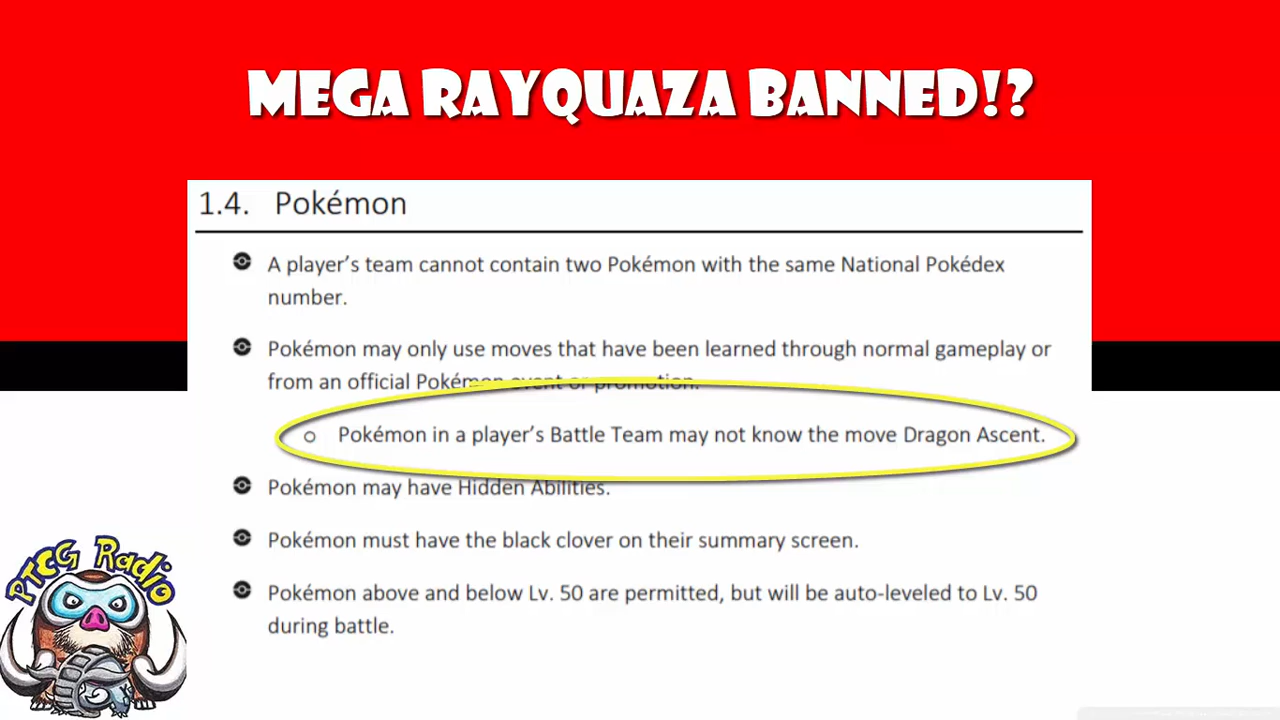 MEGA RAYQUAZA BANNED!?
1.4. Pokémon
A player's team cannot contain two Pokémon with the same National Pokédex
number.
Pokémon may only use moves that have been learned through normal gameplay or
from an official Pokémon event or promotion.
Pokémon in a player's Battle Team may not know the move Dragon Ascent.
Pokémon may have Hidden Abilities.
Pokémon must have the black clover on their summary screen.
Pokémon above and below Lv. 50 are permitted, but will be auto-leveled to Lv. 50
during battle.
PTCG Radio